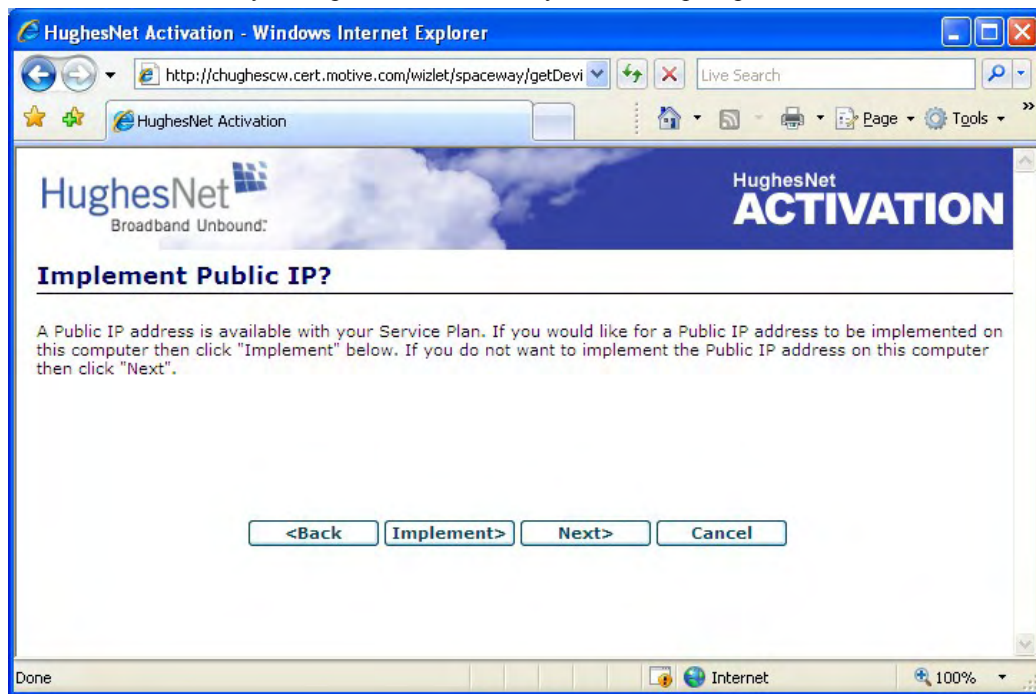 HughesNet Activation - Windows Internet Explorer
http://chughescw.cert.motive.com/wizlet/spaceway/getDevi
Live Search
HughesNet Activation
Page
Tools
»
HughesNet
Broadband Unbound.
HughesNet
ACTIVATION
Implement Public IP?
A Public IP address is available with your Service Plan. If you would like for a Public IP address to be implemented on
this computer then click "Implement" below. If you do not want to implement the Public IP address on this computer
then click "Next".
<Back
Implement>
Next>
Cancel
Done
Internet
100%